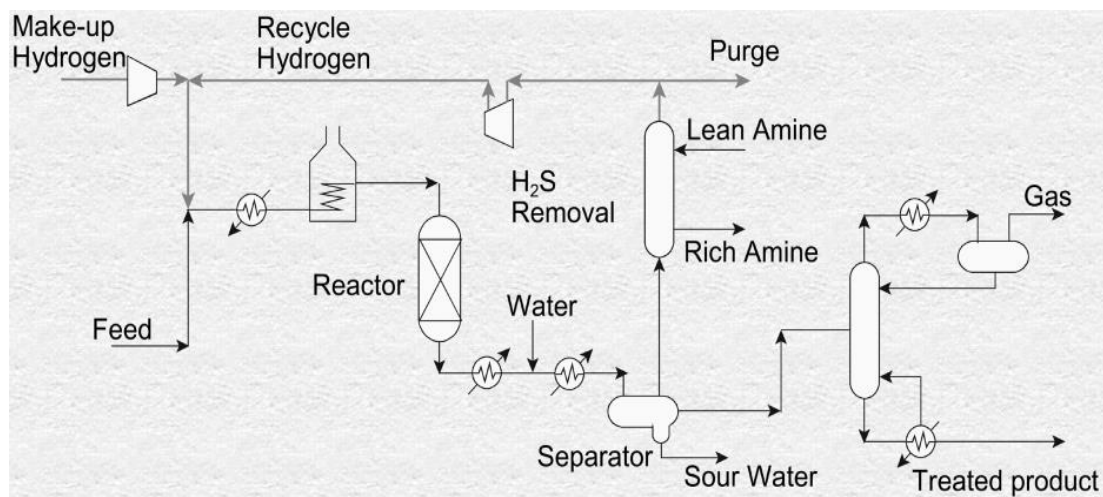 Make-up
Hydrogen
Recycle
Hydrogen
Purge
Lean Amine
H₂S
Removal
Rich Amine
Gas
Reactor
Water
Feed
Separator
Sour Water
Treated product